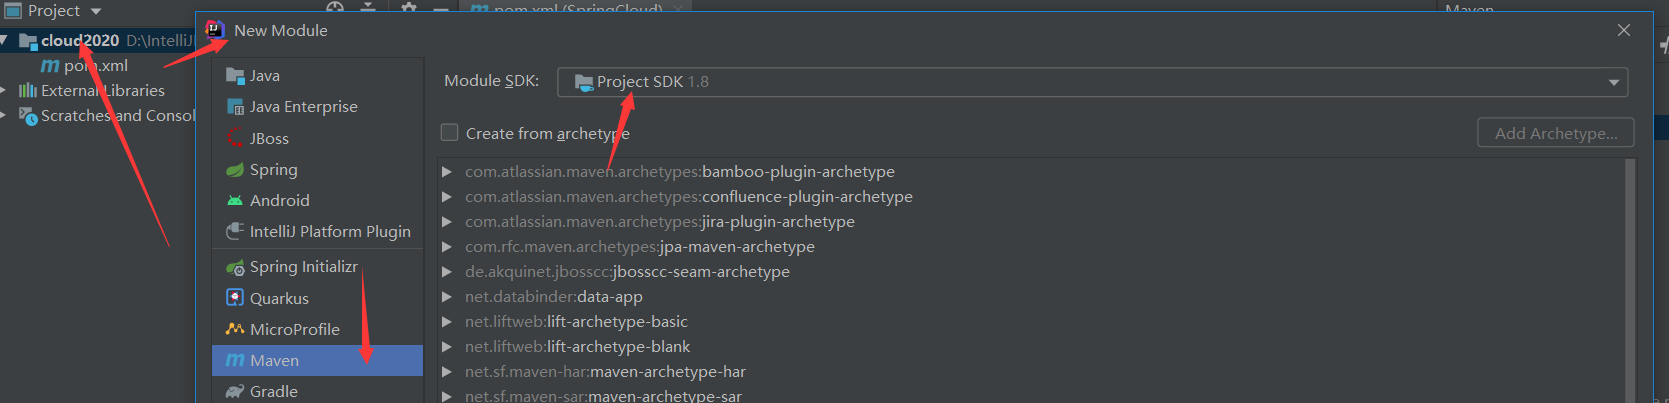 Project
pom.xml (SpringCloud)
Maven
New Module
cloud2020 D:\IntelliJ
pom.xml
External Libraries
Scratches and Consol
Java
Java Enterprise
JBoss
Spring
Android
IntelliJ Platform Plugin
Spring Initializr
Quarkus
MicroProfile
Maven
Gradle
Module SDK:
Project SDK 1.8
Create from archetype
Add Archetype...
com.atlassian.maven.archetypes:bamboo-plugin-archetype
com.atlassian.maven.archetypes:confluence-plugin-archetype
com.atlassian.maven.archetypes:jira-plugin-archetype
com.rfc.maven.archetypes:jpa-maven-archetype
de.akquinet.jbosscc:jbosscc-seam-archetype
net.databinder:data-app
net.liftweb:lift-archetype-basic
net.liftweb:lift-archetype-blank
net.sf.maven-har:maven-archetype-har
net.sf.maven-sar:maven-archetype-sar